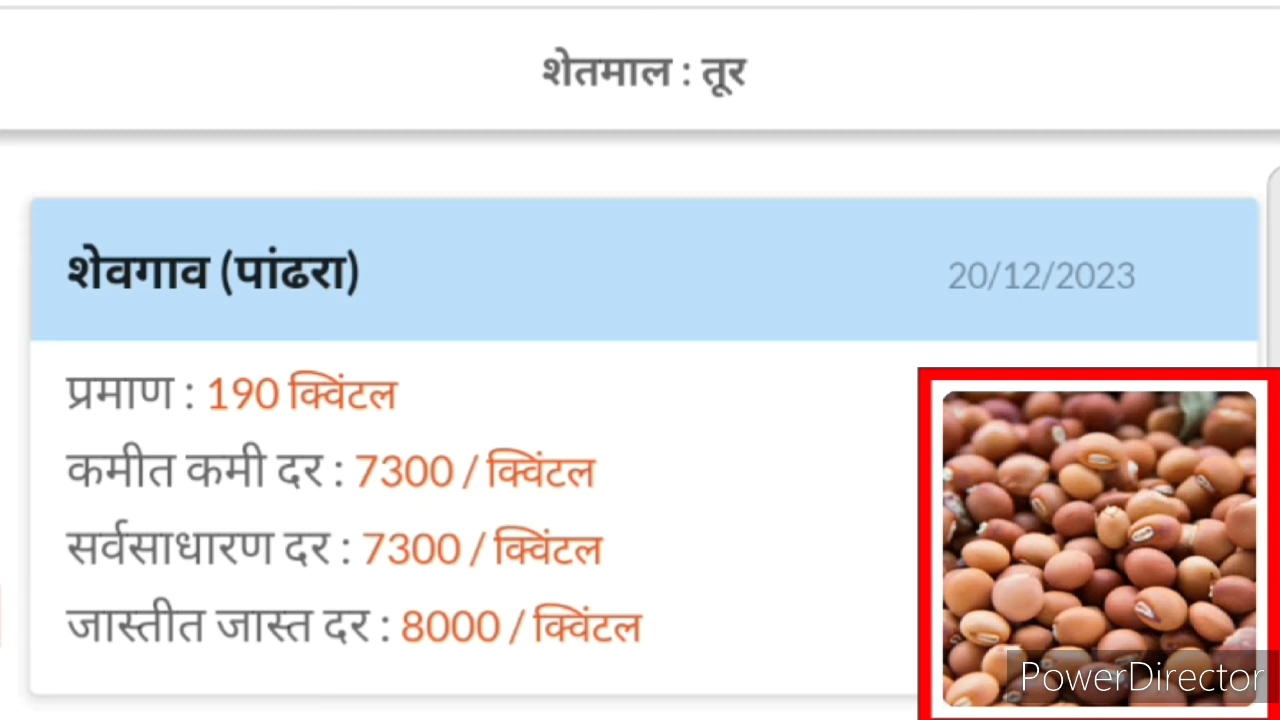 शेतमाल : तूर
शेवगाव (पांढरा)
20/12/2023
प्रमाण : 190 क्विंटल
कमीत कमी दर : 7300 / क्विंटल
सर्वसाधारण दर : 7300 / क्विंटल
जास्तीत जास्त दर : 8000 / क्विंटल
PowerDirector